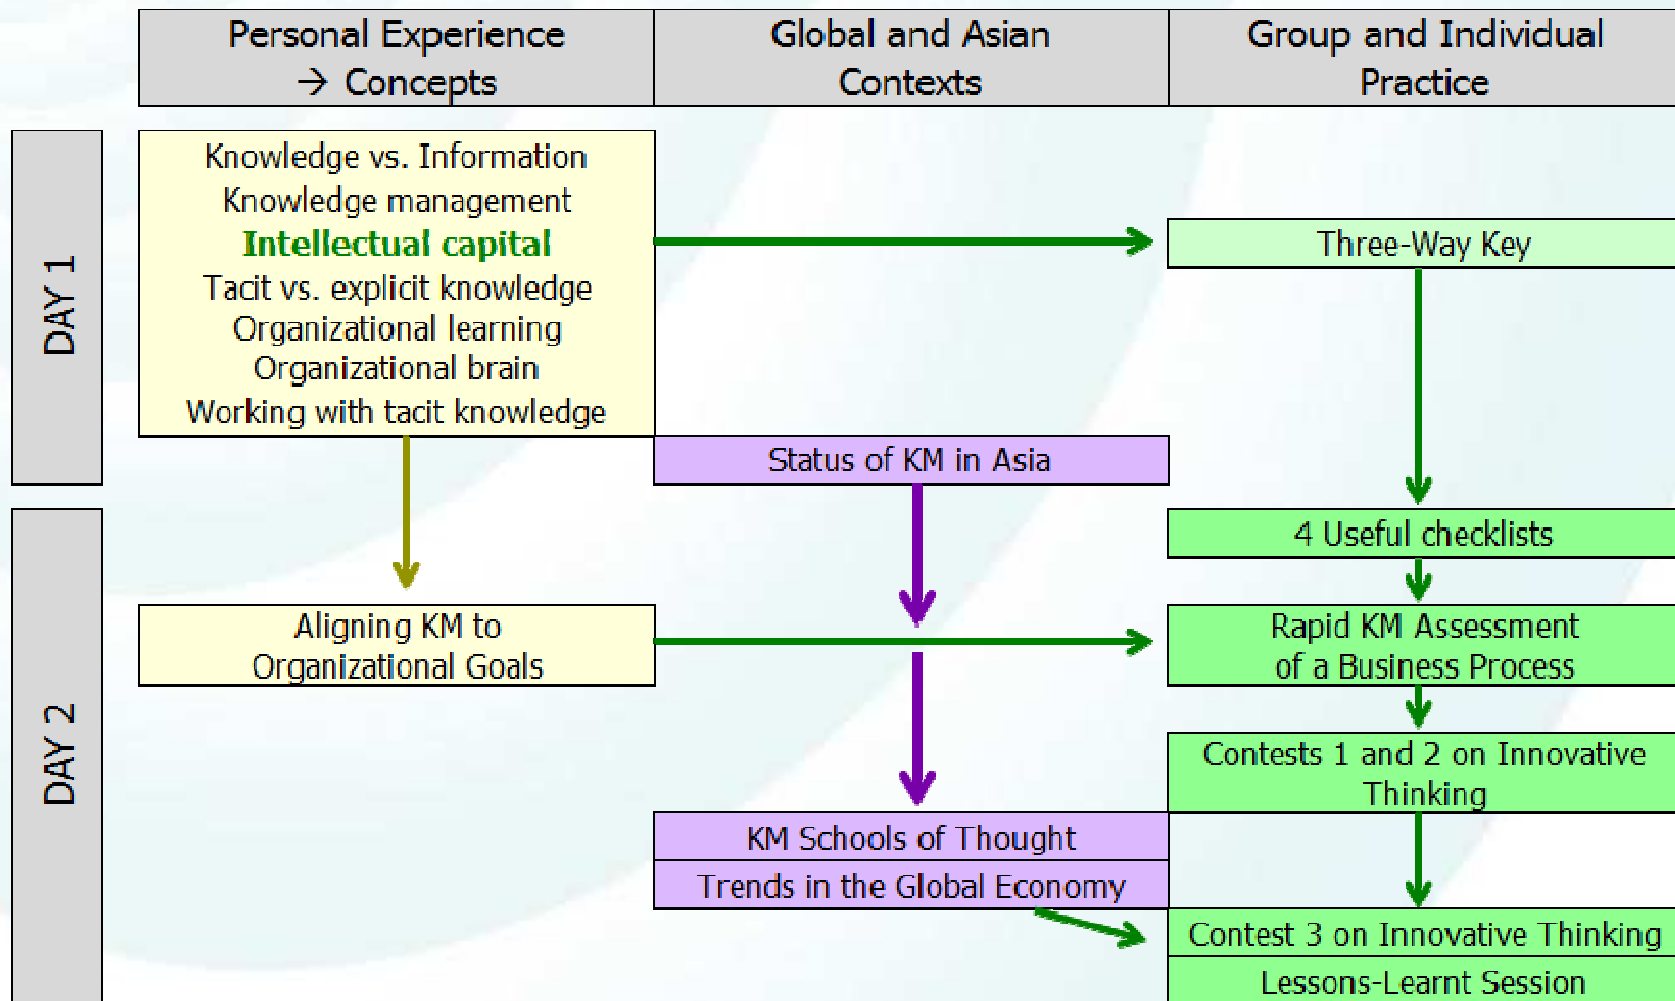 Personal Experience
→ Concepts
Global and Asian
Contexts
Group and Individual
Practice
DAY 1
Knowledge vs. Information
Knowledge management
Intellectual capital
Tacit vs. explicit knowledge
Organizational learning
Organizational brain
Working with tacit knowledge
Three-Way Key
Status of KM in Asia
DAY 2
4 Useful checklists
Aligning KM to
Organizational Goals
Rapid KM Assessment
of a Business Process
Contests 1 and 2 on Innovative
Thinking
KM Schools of Thought
Trends in the Global Economy
Contest 3 on Innovative Thinking
Lessons-Learnt Session